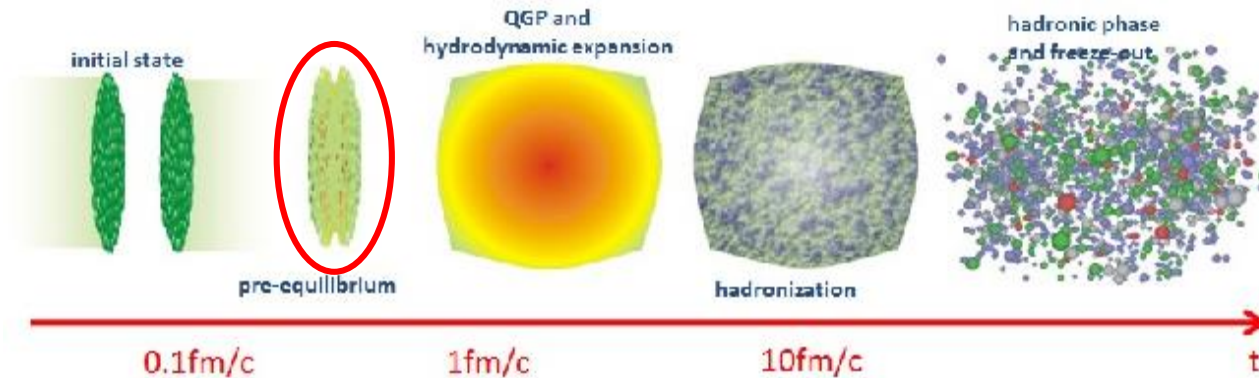 initial state
pre-equilibrium
QGP and
hydrodynamic expansion
hadronization
hadronic phase
and freeze-out
0.1fm/c
1fm/c
10fm/c
t